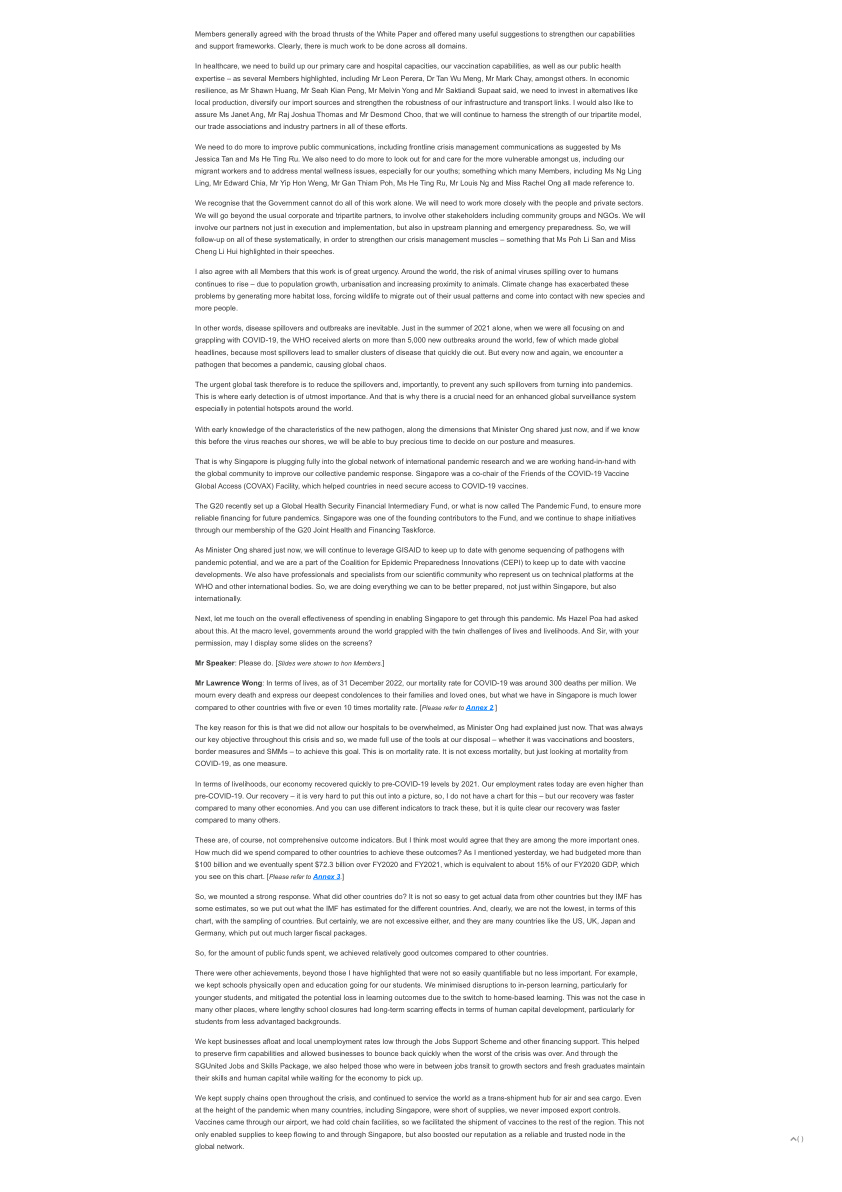 Members generally agreed with the broad thrusts of the White Paper and offered many useful suggestions to strengthen our capabilities
and support frameworks. Clearly, there is much work to be done across all domains.
In healthcare, we need to build up our primary care and hospital capacities, our vaccination capabilities, as well as our public health
expertise – as several Members highlighted, including Mr Leon Perera, Dr Tan Wu Meng, Mr Mark Chay, amongst others. In economic
resilience, as Mr Shawn Huang, Mr Seah Kian Peng, Mr Melvin Yong and Mr Saktiandi Supaat said, we need to invest in alternatives like
local production, diversify our import sources and strengthen the robustness of our infrastructure and transport links. I would also like to
assure Ms Janet Ang, Mr Raj Joshua Thomas and Mr Desmond Choo, that we will continue to harness the strength of our tripartite model,
our trade associations and industry partners in all of these efforts.
We need to do more to improve public communications, including frontline crisis management communications as suggested by Ms
Jessica Tan and Ms He Ting Ru. We also need to do more to look out for and care for the more vulnerable amongst us, including our
migrant workers and to address mental wellness issues, especially for our youths; something which many Members, including Ms Ng Ling
Ling, Mr Edward Chia, Mr Yip Hon Weng, Mr Gan Thiam Poh, Ms He Ting Ru, Mr Louis Ng and Miss Rachel Ong all made reference to.
We recognise that the Government cannot do all of this work alone. We will need to work more closely with the people and private sectors.
We will go beyond the usual corporate and tripartite partners, to involve other stakeholders including community groups and NGOs. We will
involve our partners not just in execution and implementation, but also in upstream planning and emergency preparedness. So, we will
follow-up on all of these systematically, in order to strengthen our crisis management muscles – something that Ms Poh Li San and Miss
Cheng Li Hui highlighted in their speeches.
I also agree with all Members that this work is of great urgency. Around the world, the risk of animal viruses spilling over to humans
continues to rise – due to population growth, urbanisation and increasing proximity to animals. Climate change has exacerbated these
problems by generating more habitat loss, forcing wildlife to migrate out of their usual patterns and come into contact with new species and
more people.
In other words, disease spillovers and outbreaks are inevitable. Just in the summer of 2021 alone, when we were all focusing on and
grappling with COVID-19, the WHO received alerts on more than 5,000 new outbreaks around the world, few of which made global
headlines, because most spillovers lead to smaller clusters of disease that quickly die out. But every now and again, we encounter a
pathogen that becomes a pandemic, causing global chaos.
The urgent global task therefore is to reduce the spillovers and, importantly, to prevent any such spillovers from turning into pandemics.
This is where early detection is of utmost importance. And that is why there is a crucial need for an enhanced global surveillance system
especially in potential hotspots around the world.
With early knowledge of the characteristics of the new pathogen, along the dimensions that Minister Ong shared just now, and if we know
this before the virus reaches our shores, we will be able to buy precious time to decide on our posture and measures.
That is why Singapore is plugging fully into the global network of international pandemic research and we are working hand-in-hand with
the global community to improve our collective pandemic response. Singapore was a co-chair of the Friends of the COVID-19 Vaccine
Global Access (COVAX) Facility, which helped countries in need secure access to COVID-19 vaccines.
The G20 recently set up a Global Health Security Financial Intermediary Fund, or what is now called The Pandemic Fund, to ensure more
reliable financing for future pandemics. Singapore was one of the founding contributors to the Fund, and we continue to shape initiatives
through our membership of the G20 Joint Health and Financing Taskforce.
As Minister Ong shared just now, we will continue to leverage GISAID to keep up to date with genome sequencing of pathogens with
pandemic potential, and we are a part of the Coalition for Epidemic Preparedness Innovations (CEPI) to keep up to date with vaccine
developments. We also have professionals and specialists from our scientific community who represent us on technical platforms at the
WHO and other international bodies. So, we are doing everything we can to be better prepared, not just within Singapore, but also
internationally.
Next, let me touch on the overall effectiveness of spending in enabling Singapore to get through this pandemic. Ms Hazel Poa had asked
about this. At the macro level, governments around the world grappled with the twin challenges of lives and livelihoods. And Sir, with your
permission, may I display some slides on the screens?
Mr Speaker: Please do. [Slides were shown to hon Members.]
Mr Lawrence Wong: In terms of lives, as of 31 December 2022, our mortality rate for COVID-19 was around 300 deaths per million. We
mourn every death and express our deepest condolences to their families and loved ones, but what we have in Singapore is much lower
compared to other countries with five or even 10 times mortality rate. [Please refer to Annex 2.]
The key reason for this is that we did not allow our hospitals to be overwhelmed, as Minister Ong had explained just now. That was always
our key objective throughout this crisis and so, we made full use of the tools at our disposal – whether it was vaccinations and boosters,
border measures and SMMs – to achieve this goal. This is on mortality rate. It is not excess mortality, but just looking at mortality from
COVID-19, as one measure.
In terms of livelihoods, our economy recovered quickly to pre-COVID-19 levels by 2021. Our employment rates today are even higher than
pre-COVID-19. Our recovery – it is very hard to put this out into a picture, so, I do not have a chart for this – but our recovery was faster
compared to many other economies. And you can use different indicators to track these, but it is quite clear our recovery was faster
compared to many others.
These are, of course, not comprehensive outcome indicators. But I think most would agree that they are among the more important ones.
How much did we spend compared to other countries to achieve these outcomes? As I mentioned yesterday, we had budgeted more than
$100 billion and we eventually spent $72.3 billion over FY2020 and FY2021, which is equivalent to about 15% of our FY2020 GDP, which
you see on this chart. [Please refer to Annex 3.]
So, we mounted a strong response. What did other countries do? It is not so easy to get actual data from other countries but they IMF has
some estimates, so we put out what the IMF has estimated for the different countries. And, clearly, we are not the lowest, in terms of this
chart, with the sampling of countries. But certainly, we are not excessive either, and they are many countries like the US, UK, Japan and
Germany, which put out much larger fiscal packages.
So, for the amount of public funds spent, we achieved relatively good outcomes compared to other countries.
There were other achievements, beyond those I have highlighted that were not so easily quantifiable but no less important. For example,
we kept schools physically open and education going for our students. We minimised disruptions to in-person learning, particularly for
younger students, and mitigated the potential loss in learning outcomes due to the switch to home-based learning. This was not the case in
many other places, where lengthy school closures had long-term scarring effects in terms of human capital development, particularly for
students from less advantaged backgrounds.
We kept businesses afloat and local unemployment rates low through the Jobs Support Scheme and other financing support. This helped
to preserve firm capabilities and allowed businesses to bounce back quickly when the worst of the crisis was over. And through the
SGUnited Jobs and Skills Package, we also helped those who were in between jobs transit to growth sectors and fresh graduates maintain
their skills and human capital while waiting for the economy to pick up.
We kept supply chains open throughout the crisis, and continued to service the world as a trans-shipment hub for air and sea cargo. Even
at the height of the pandemic when many countries, including Singapore, were short of supplies, we never imposed export controls.
Vaccines came through our airport, we had cold chain facilities, so we facilitated the shipment of vaccines to the rest of the region. This not
only enabled supplies to keep flowing to and through Singapore, but also boosted our reputation as a reliable and trusted node in the
global network.
( )